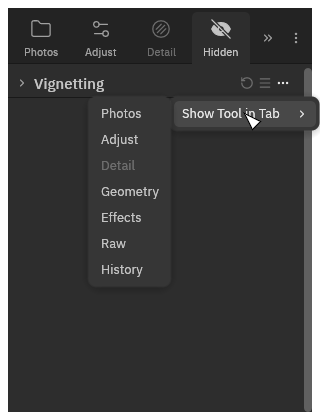 Photos Adjust Detail Hidden
Vignetting
Show Tool in Tab
Photos
Adjust
Detail
Geometry
Effects
Raw
History